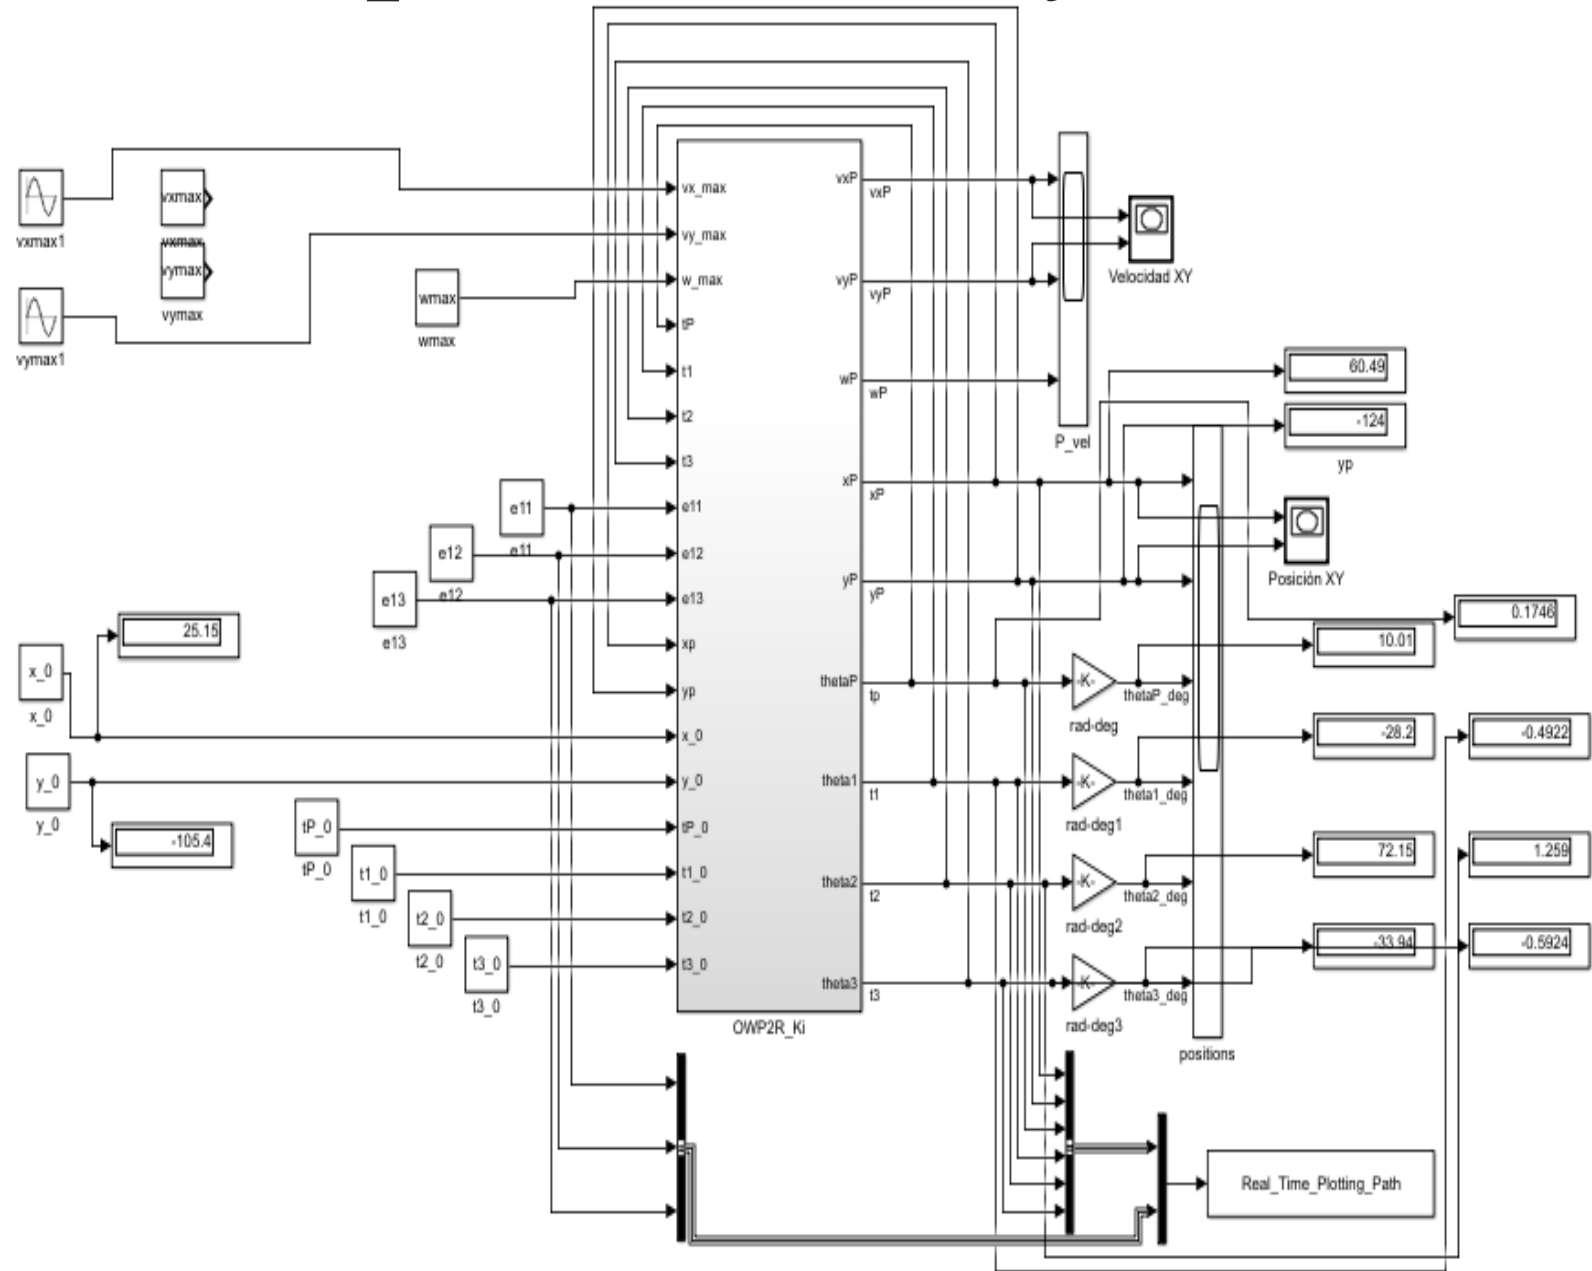 vxmax1
vxmax
vxmax
vymax
vymax
vymax1
wmax
wmax
e11
e11
e12
e12
e13
e13
25.15
x_0
x_0
y_0
y_0
-105.4
tP_0
tP_0
t1_0
t1_0
t2_0
t2_0
t3_0
t3_0
vx_max
vy_max
w_max
tP
t1
t2
t3
e11
e12
e13
xp
yp
x_0
y_0
tP_0
t1_0
t2_0
t3_0
vxP
vyP
wP
xP
yP
thetaP
theta1
theta2
theta3
OWP2R_Ki
vxP
vyP
wP
xP
yP
tp
t1
t2
t3
P_vel
Velocidad XY
60.49
-124
yp
Posición XY
0.1746
10.01
-K-
thetaP_deg
rad-deg
-28.2
-0.4922
-K-
theta1_deg
rad-deg1
72.15
1.259
-K-
theta2_deg
rad-deg2
-33.94
-0.5924
-K-
theta3_deg
rad-deg3
positions
Real_Time_Plotting_Path